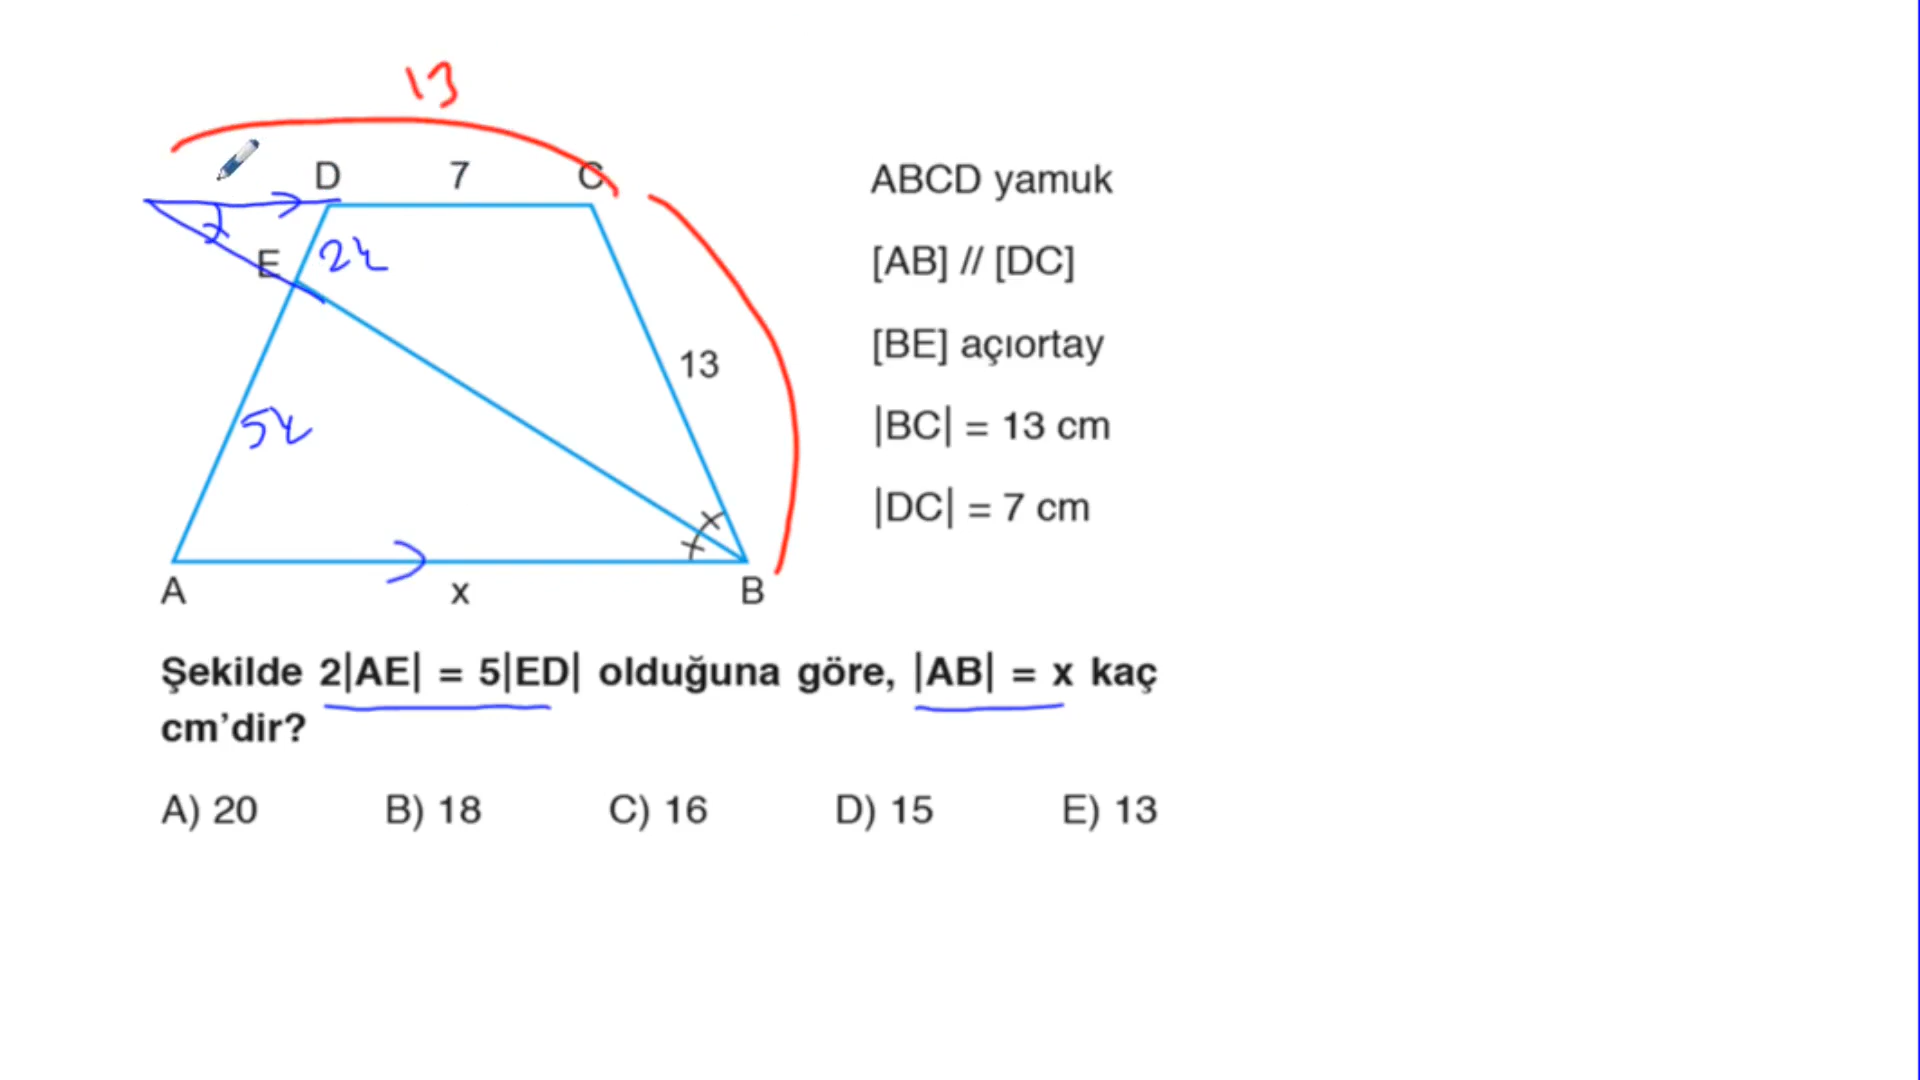 13
D 7 C
E 2k
13
5k
A x B
ABCD yamuk
[AB] // [DC]
[BE] açıortay
|BC| = 13 cm
|DC| = 7 cm
Şekilde 2|AE| = 5|ED| olduğuna göre, |AB| = x kaç
cm’dir?
A) 20 B) 18 C) 16 D) 15 E) 13